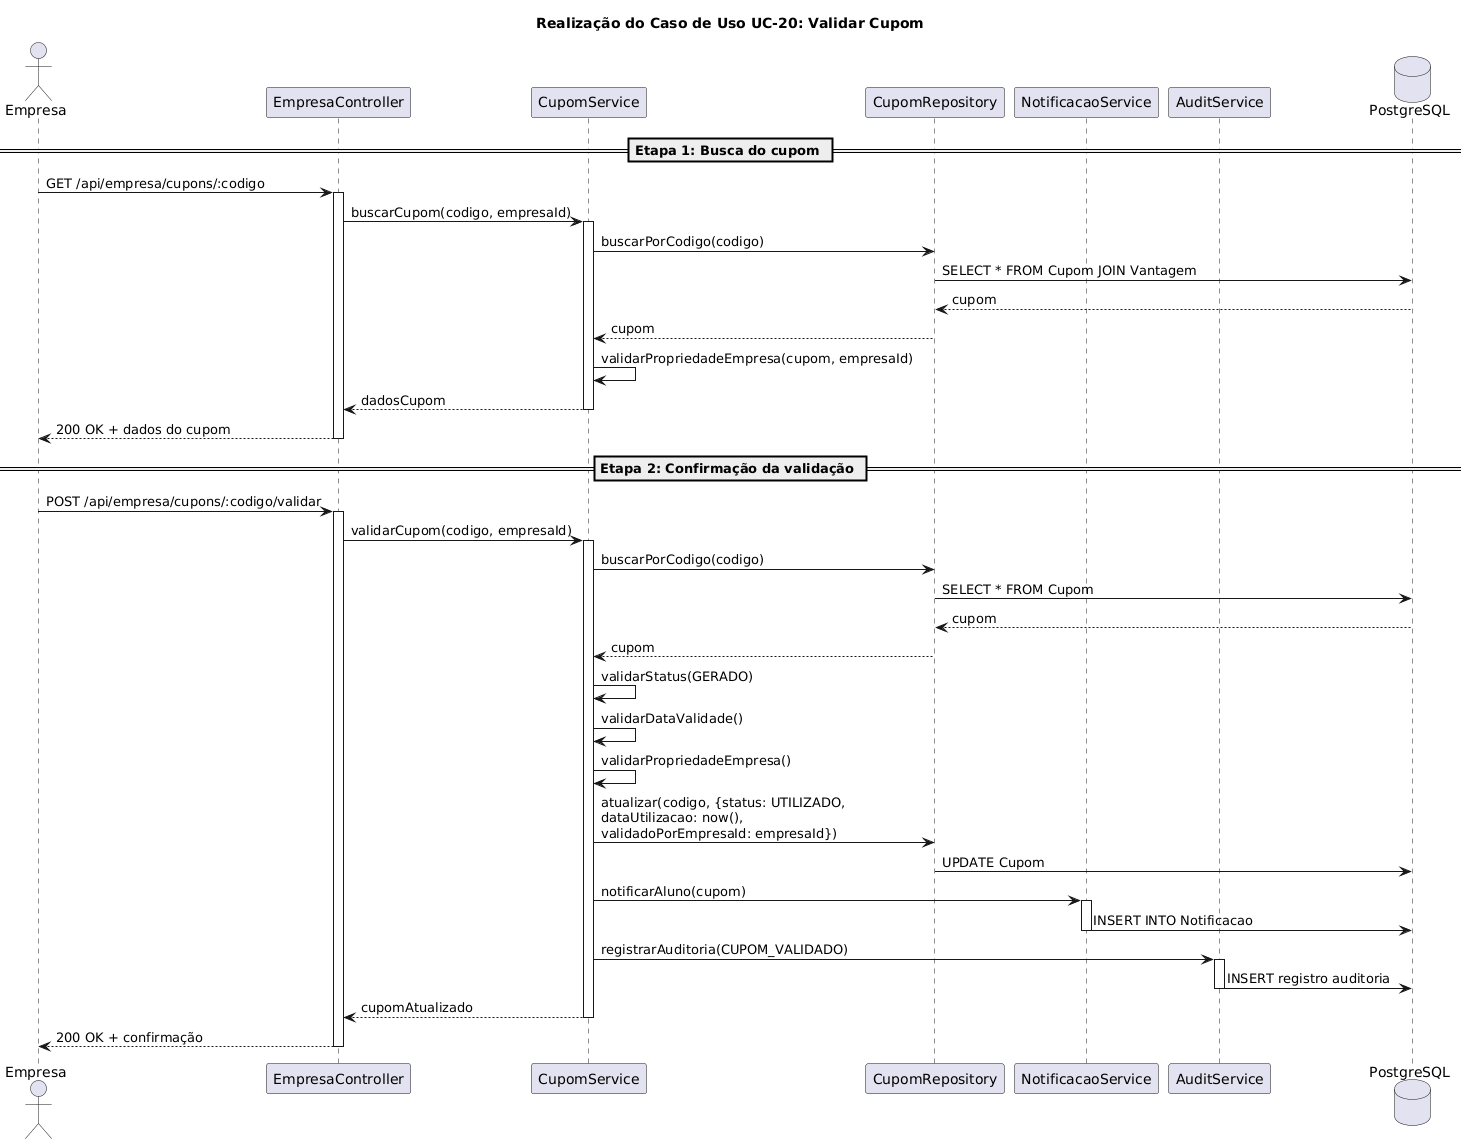 Realização do Caso de Uso UC-20: Validar Cupom
Empresa
EmpresaController
CupomService
CupomRepository
NotificacaoService
AuditService
PostgreSQL
Etapa 1: Busca do cupom
GET /api/empresa/cupons/:codigo
buscarCupom(codigo, empresaId)
buscarPorCodigo(codigo)
SELECT * FROM Cupom JOIN Vantagem
cupom
cupom
validarPropriedadeEmpresa(cupom, empresaId)
dadosCupom
200 OK + dados do cupom
Etapa 2: Confirmação da validação
POST /api/empresa/cupons/:codigo/validar
validarCupom(codigo, empresaId)
buscarPorCodigo(codigo)
SELECT * FROM Cupom
cupom
cupom
validarStatus(GERADO)
validarDataValidade()
validarPropriedadeEmpresa()
atualizar(codigo, {status: UTILIZADO,
dataUtilizacao: now(),
validadoPorEmpresaId: empresaId})
UPDATE Cupom
notificarAluno(cupom)
INSERT INTO Notificacao
registrarAuditoria(CUPOM_VALIDADO)
INSERT registro auditoria
cupomAtualizado
200 OK + confirmação
Empresa
EmpresaController
CupomService
CupomRepository
NotificacaoService
AuditService
PostgreSQL